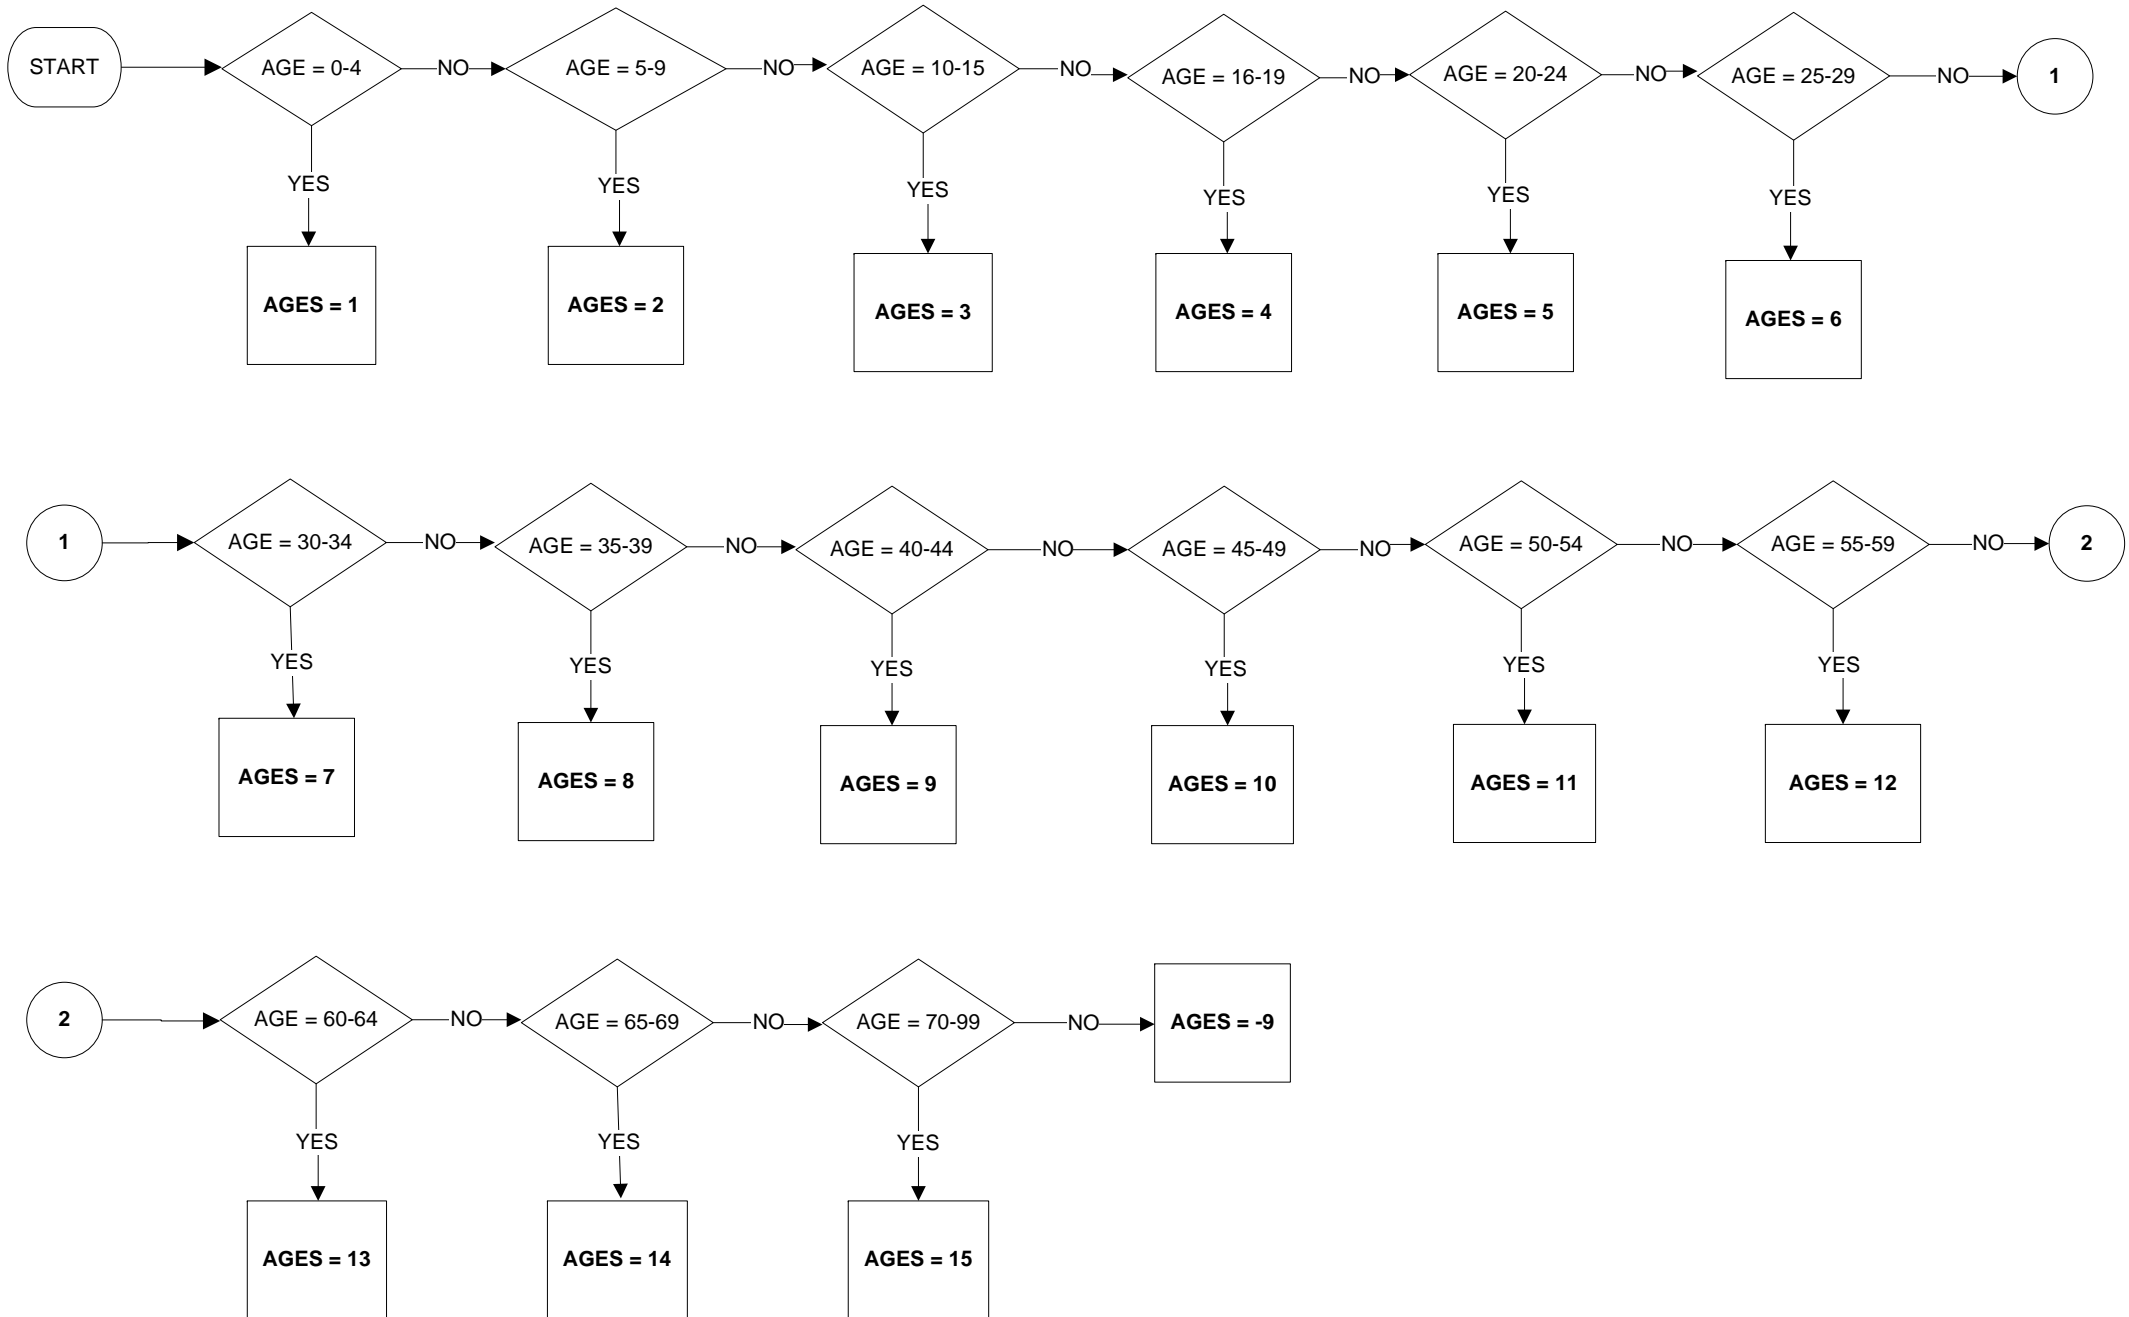 START
AGE = 0-4
NO
AGE = 5-9
NO
AGE = 10-15
NO
AGE = 16-19
NO
AGE = 20-24
NO
AGE = 25-29
NO
1
YES
YES
YES
YES
YES
YES
AGES = 1
AGES = 2
AGES = 3
AGES = 4
AGES = 5
AGES = 6
1
AGE = 30-34
NO
AGE = 35-39
NO
AGE = 40-44
NO
AGE = 45-49
NO
AGE = 50-54
NO
AGE = 55-59
NO
2
YES
YES
YES
YES
YES
YES
AGES = 7
AGES = 8
AGES = 9
AGES = 10
AGES = 11
AGES = 12
2
AGE = 60-64
NO
AGE = 65-69
NO
AGE = 70-99
NO
AGES = -9
YES
YES
YES
AGES = 13
AGES = 14
AGES = 15